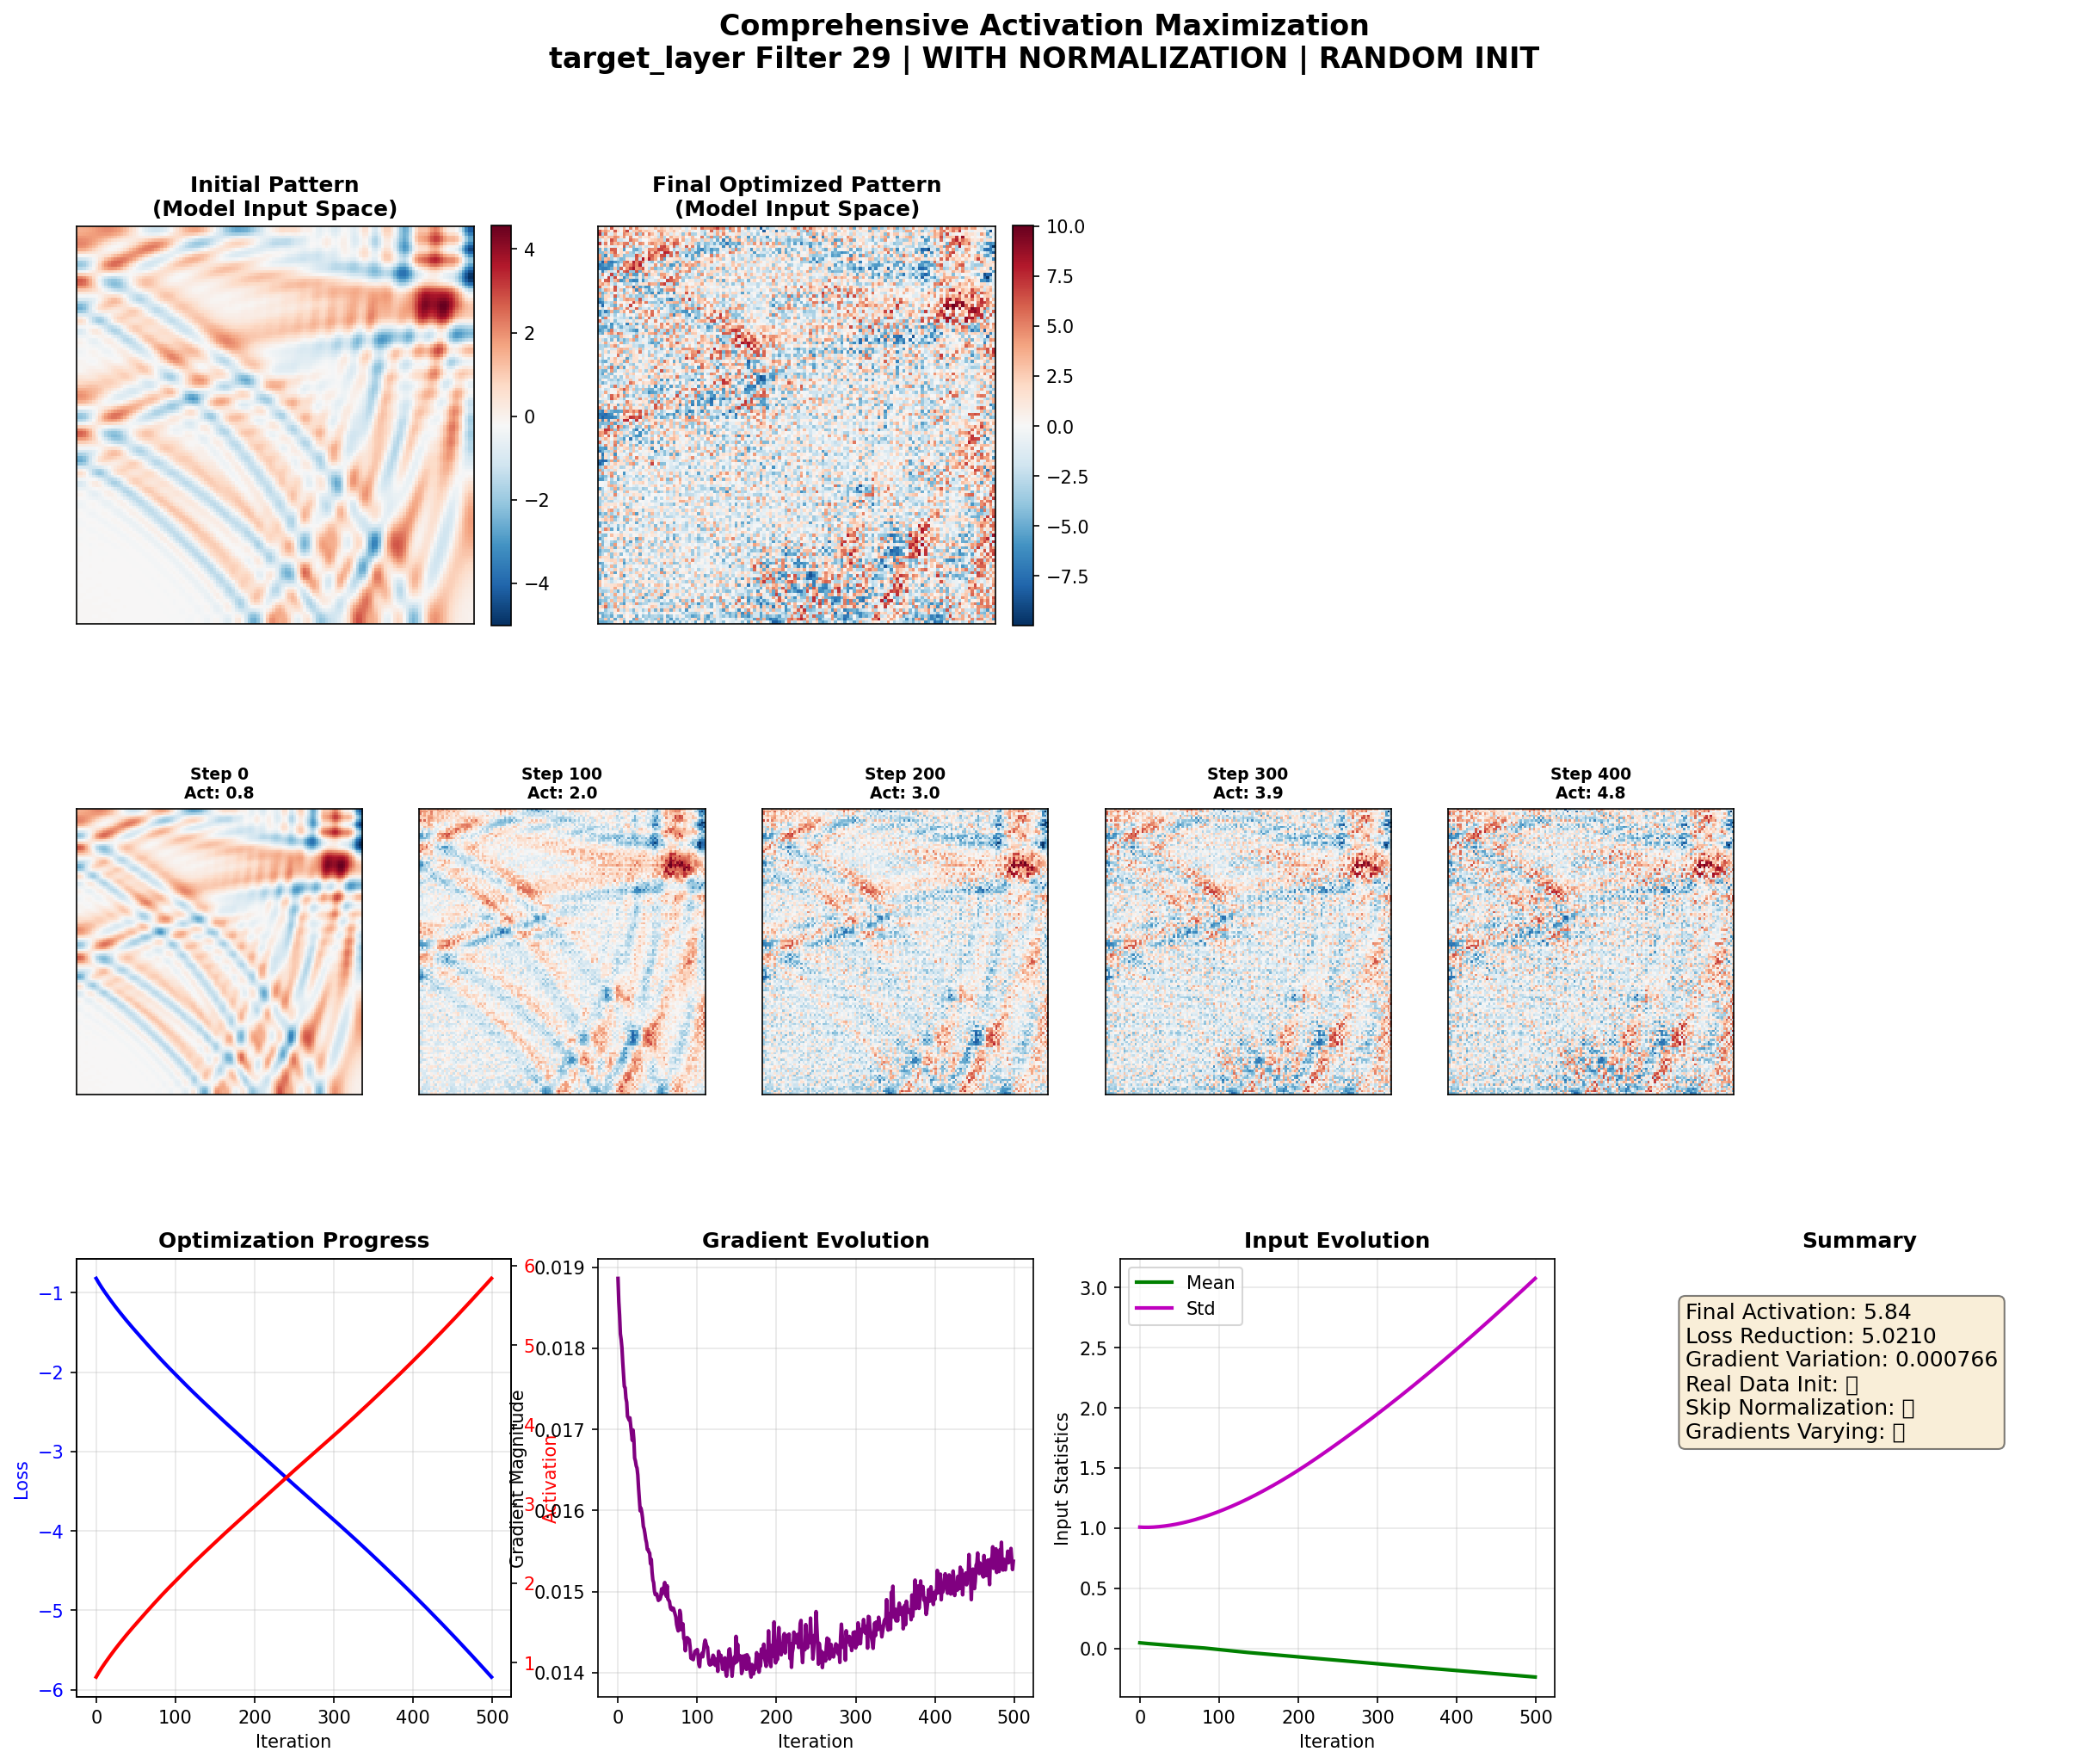 Comprehensive Activation Maximization
target_layer Filter 29 | WITH NORMALIZATION | RANDOM INIT
Initial Pattern
(Model Input Space)
4
2
0
−2
−4
Final Optimized Pattern
(Model Input Space)
10.0
7.5
5.0
2.5
0.0
−2.5
−5.0
−7.5
Step 0
Act: 0.8
Step 100
Act: 2.0
Step 200
Act: 3.0
Step 300
Act: 3.9
Step 400
Act: 4.8
Optimization Progress
Loss
−1
−2
−3
−4
−5
−6
0 100 200 300 400 500
Iteration
6
5
4
3
2
1
Activation
Gradient Evolution
Gradient Magnitude
0.019
0.018
0.017
0.016
0.015
0.014
0 100 200 300 400 500
Iteration
Input Evolution
Input Statistics
3.0
2.5
2.0
1.5
1.0
0.5
0.0
Mean
Std
0 100 200 300 400 500
Iteration
Summary
Final Activation: 5.84
Loss Reduction: 5.0210
Gradient Variation: 0.000766
Real Data Init:
Skip Normalization:
Gradients Varying: